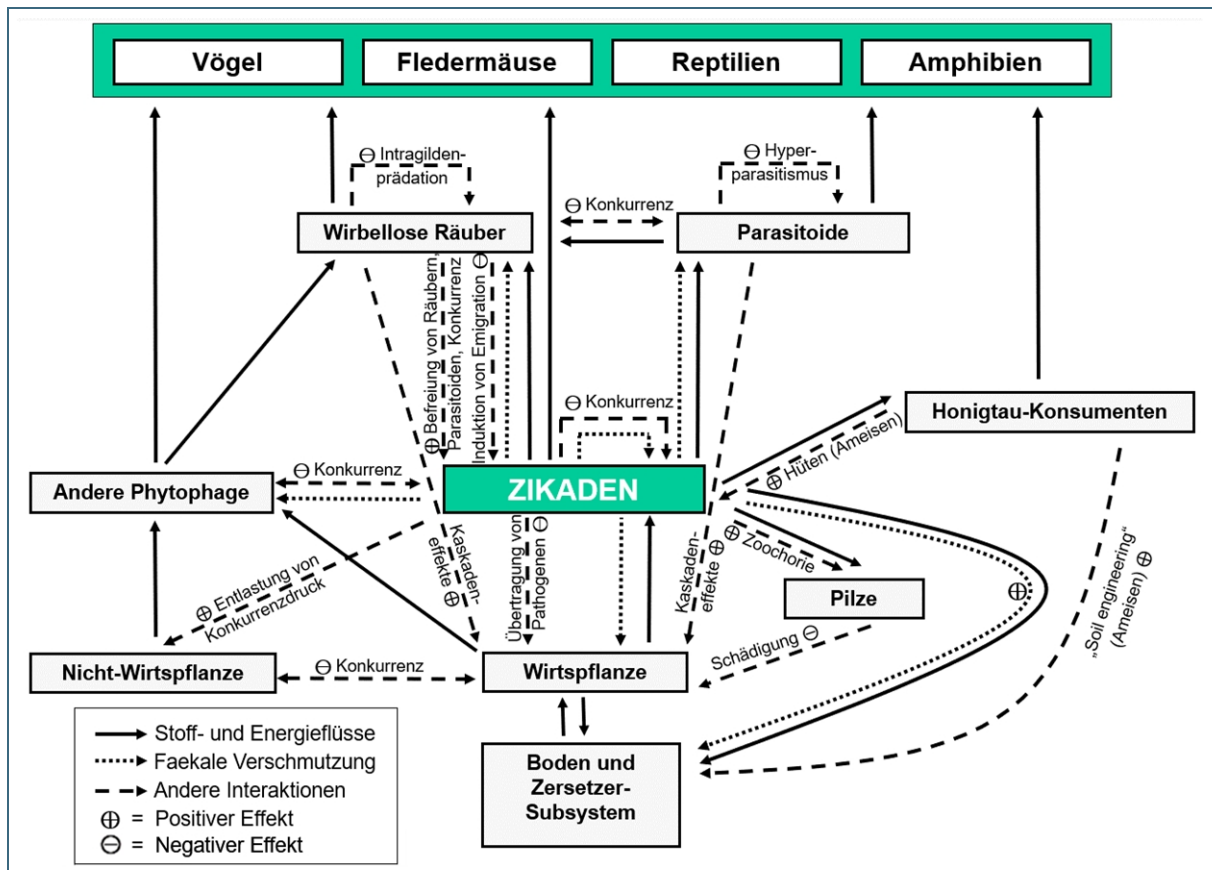 Vögel
Fledermäuse
Reptilien
Amphibien
⊖ Intragilden-
prädation
⊖ Hyper-
parasitismus
Wirbellose Räuber
⊖ Konkurrenz
Parasitoide
⊕ Befreiung von Räubern,
Parasitoiden, Konkurrenz
Induktion von Emigration ⊖
⊖ Konkurrenz
Honigtau-Konsumenten
⊕ Hüten (Ameisen)
Andere Phytophage
⊖ Konkurrenz
ZIKADEN
⊕ Entlastung von
Konkurrenzdruck
Kaskaden-
effekte ⊕
Übertragung von
Pathogenen ⊖
Kaskaden-
effekte ⊕
⊕ Zoochorie
Pilze
⊕
„Soil engineering“
(Ameisen) ⊕
Schädigung ⊖
Nicht-Wirtspflanze
⊖ Konkurrenz
Wirtspflanze
Boden und
Zersetzer-
Subsystem
Stoff- und Energieflüsse
Faekale Verschmutzung
Andere Interaktionen
⊕ = Positiver Effekt
⊖ = Negativer Effekt